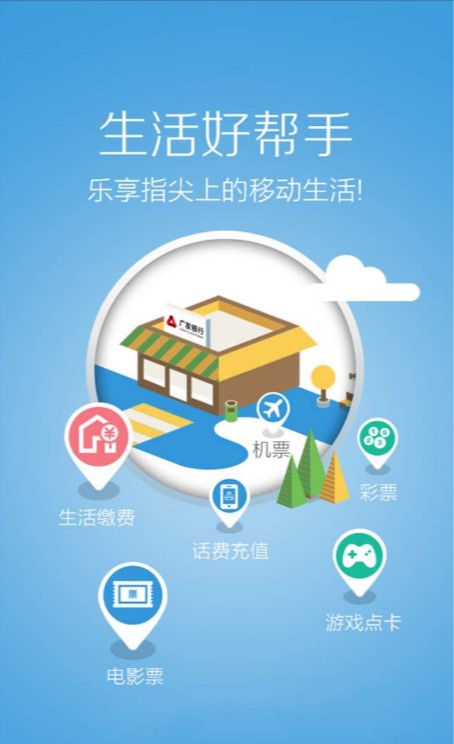 生活好帮手
乐享指尖上的移动生活!
广发银行
机票
彩票
生活缴费
话费充值
游戏点卡
票
电影票